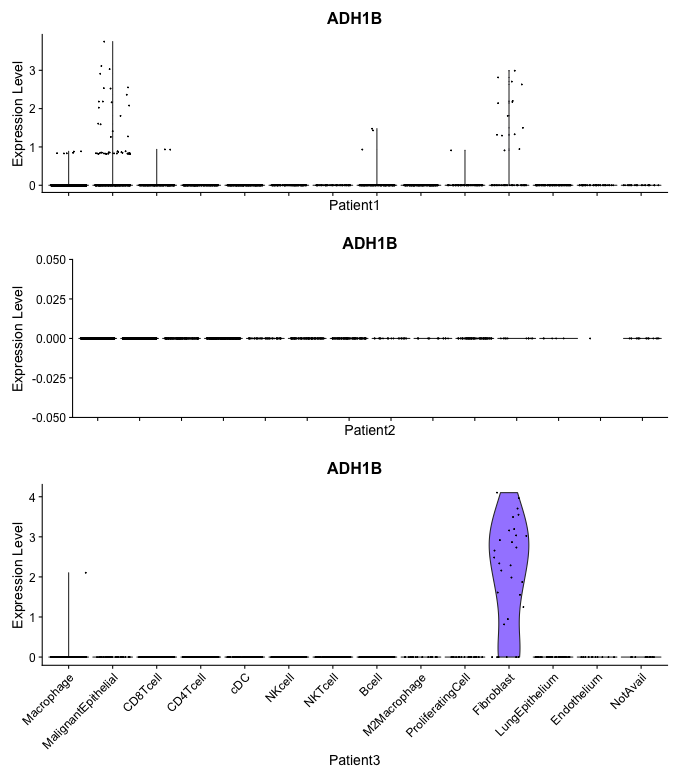 ADH1B
Expression Level
3
2
1
0
Patient1
ADH1B
Expression Level
0.050
0.025
0.000
-0.025
-0.050
Patient2
ADH1B
Expression Level
4
3
2
1
0
Macrophage
MalignantEpithelial
CD8Tcell
CD4Tcell
cDC
NKcell
NKTcell
Bcell
M2Macrophage
ProliferatingCell
Fibroblast
LungEpithelium
Endothelium
NotAvail
Patient3